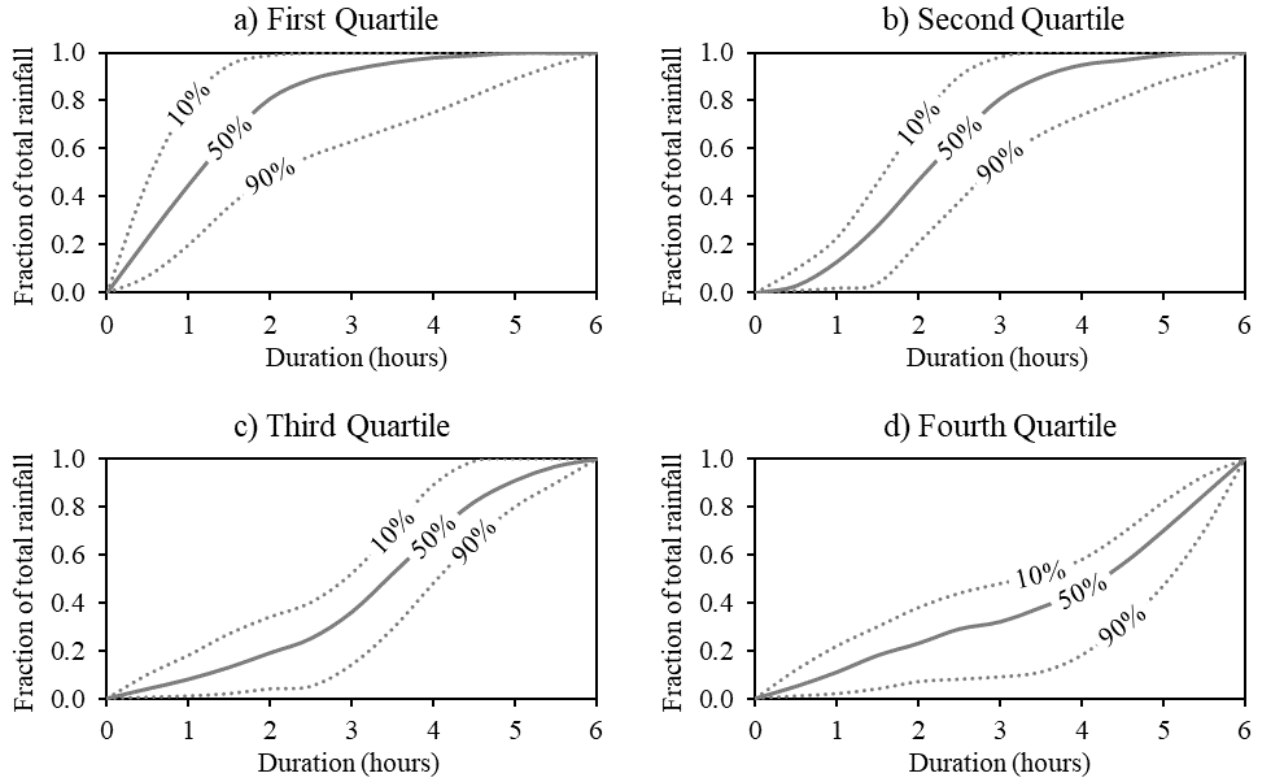 a) First Quartile
Fraction of total rainfall
1.0
0.8
0.6
0.4
0.2
0.0
10%
50%
90%
0 1 2 3 4 5 6
Duration (hours)
b) Second Quartile
Fraction of total rainfall
1.0
0.8
0.6
0.4
0.2
0.0
10%
50%
90%
0 1 2 3 4 5 6
Duration (hours)
c) Third Quartile
Fraction of total rainfall
1.0
0.8
0.6
0.4
0.2
0.0
10%
50%
90%
0 1 2 3 4 5 6
Duration (hours)
d) Fourth Quartile
Fraction of total rainfall
1.0
0.8
0.6
0.4
0.2
0.0
10%
50%
90%
0 1 2 3 4 5 6
Duration (hours)